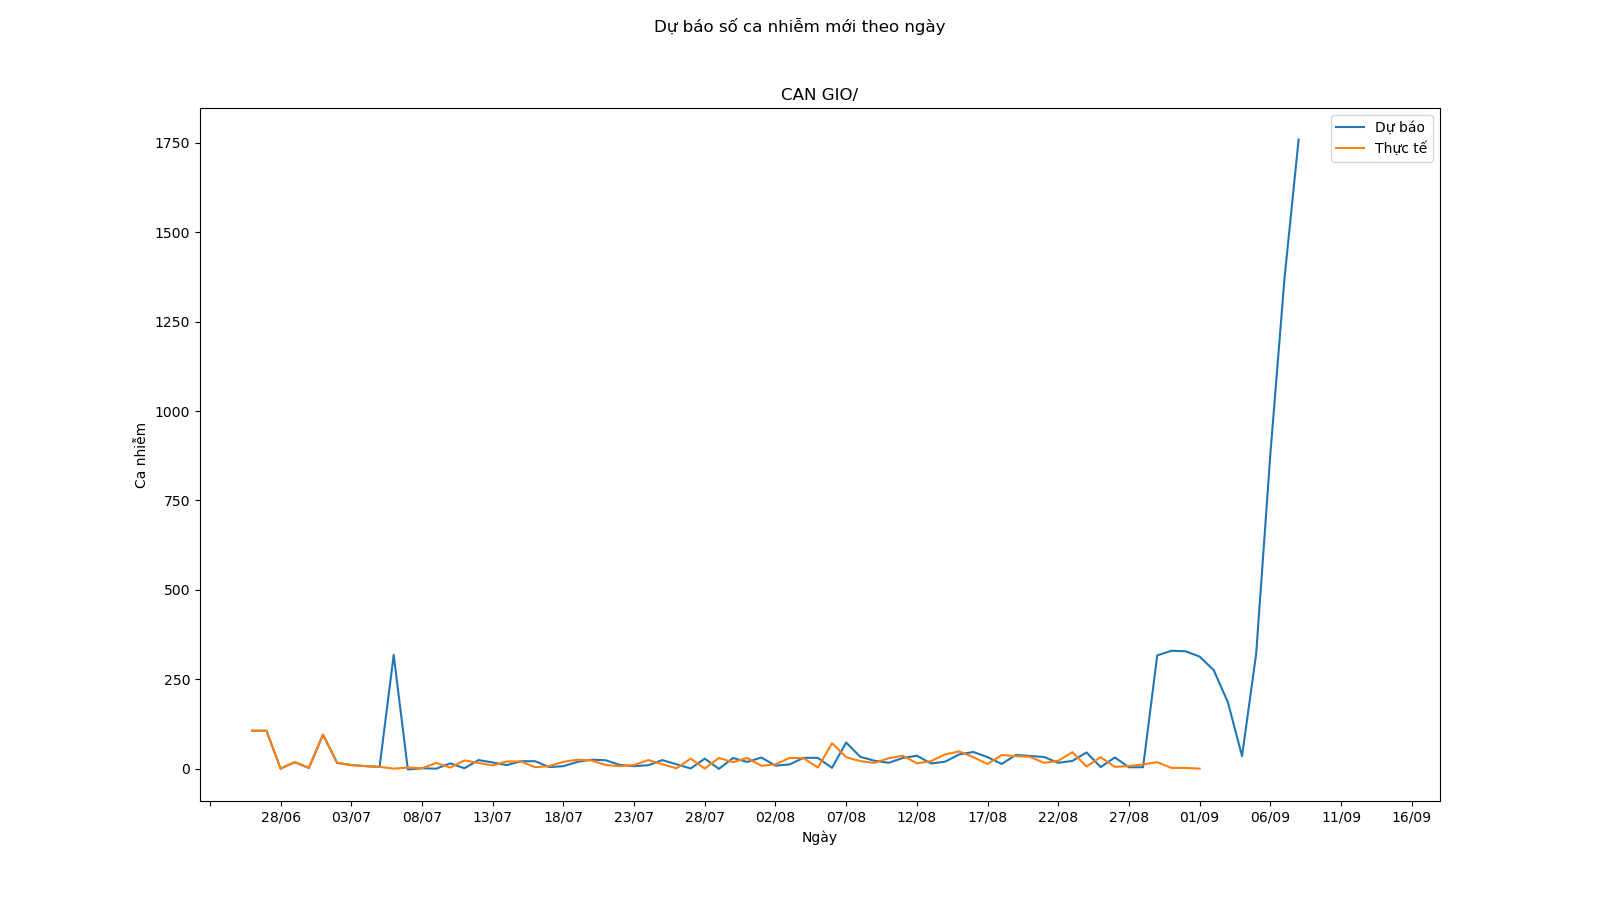 Dự báo số ca nhiễm mới theo ngày
CAN GIO/
Dự báo
Thực tế
1750
1500
1250
1000
750
500
250
0
Ca nhiễm
28/06 03/07 08/07 13/07 18/07 23/07 28/07 02/08 07/08 12/08 17/08 22/08 27/08 01/09 06/09 11/09 16/09
Ngày